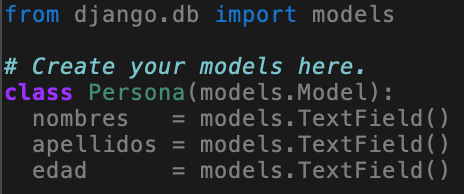 from django.db import models

# Create your models here.
class Persona(models.Model):
  nombres   = models.TextField()
  apellidos = models.TextField()
  edad      = models.TextField()